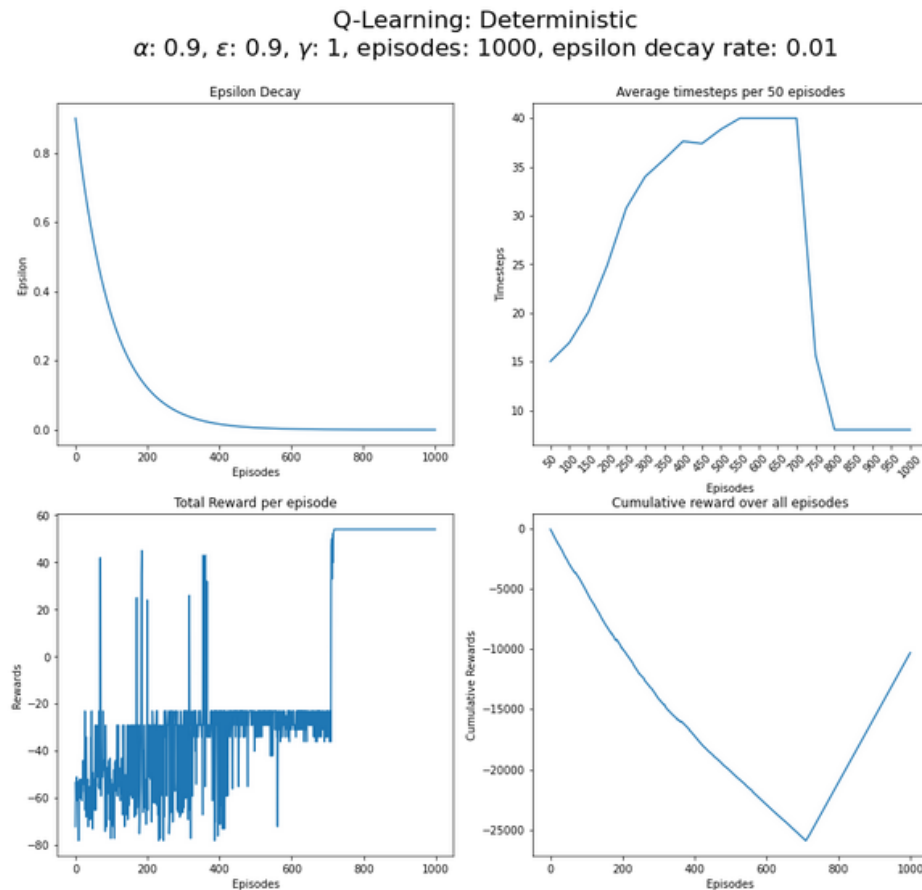 Q-Learning: Deterministic
α: 0.9, ε: 0.9, γ: 1, episodes: 1000, epsilon decay rate: 0.01
Epsilon Decay
0.8
0.6
0.4
0.2
0.0
Epsilon
0 200 400 600 800 1000
Episodes
Average timesteps per 50 episodes
40
35
30
25
20
15
10
Timesteps
50 100 150 200 250 300 350 400 450 500 550 600 650 700 750 800 850 900 950 1000
Episodes
Total Reward per episode
60
40
20
0
−20
−40
−60
−80
Rewards
0 200 400 600 800 1000
Episodes
Cumulative reward over all episodes
0
−5000
−10000
−15000
−20000
−25000
Cumulative Rewards
0 200 400 600 800 1000
Episodes